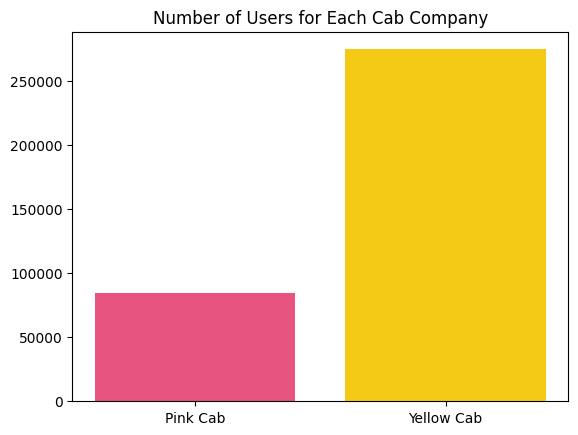 Number of Users for Each Cab Company
250000
200000
150000
100000
50000
0
Pink Cab
Yellow Cab